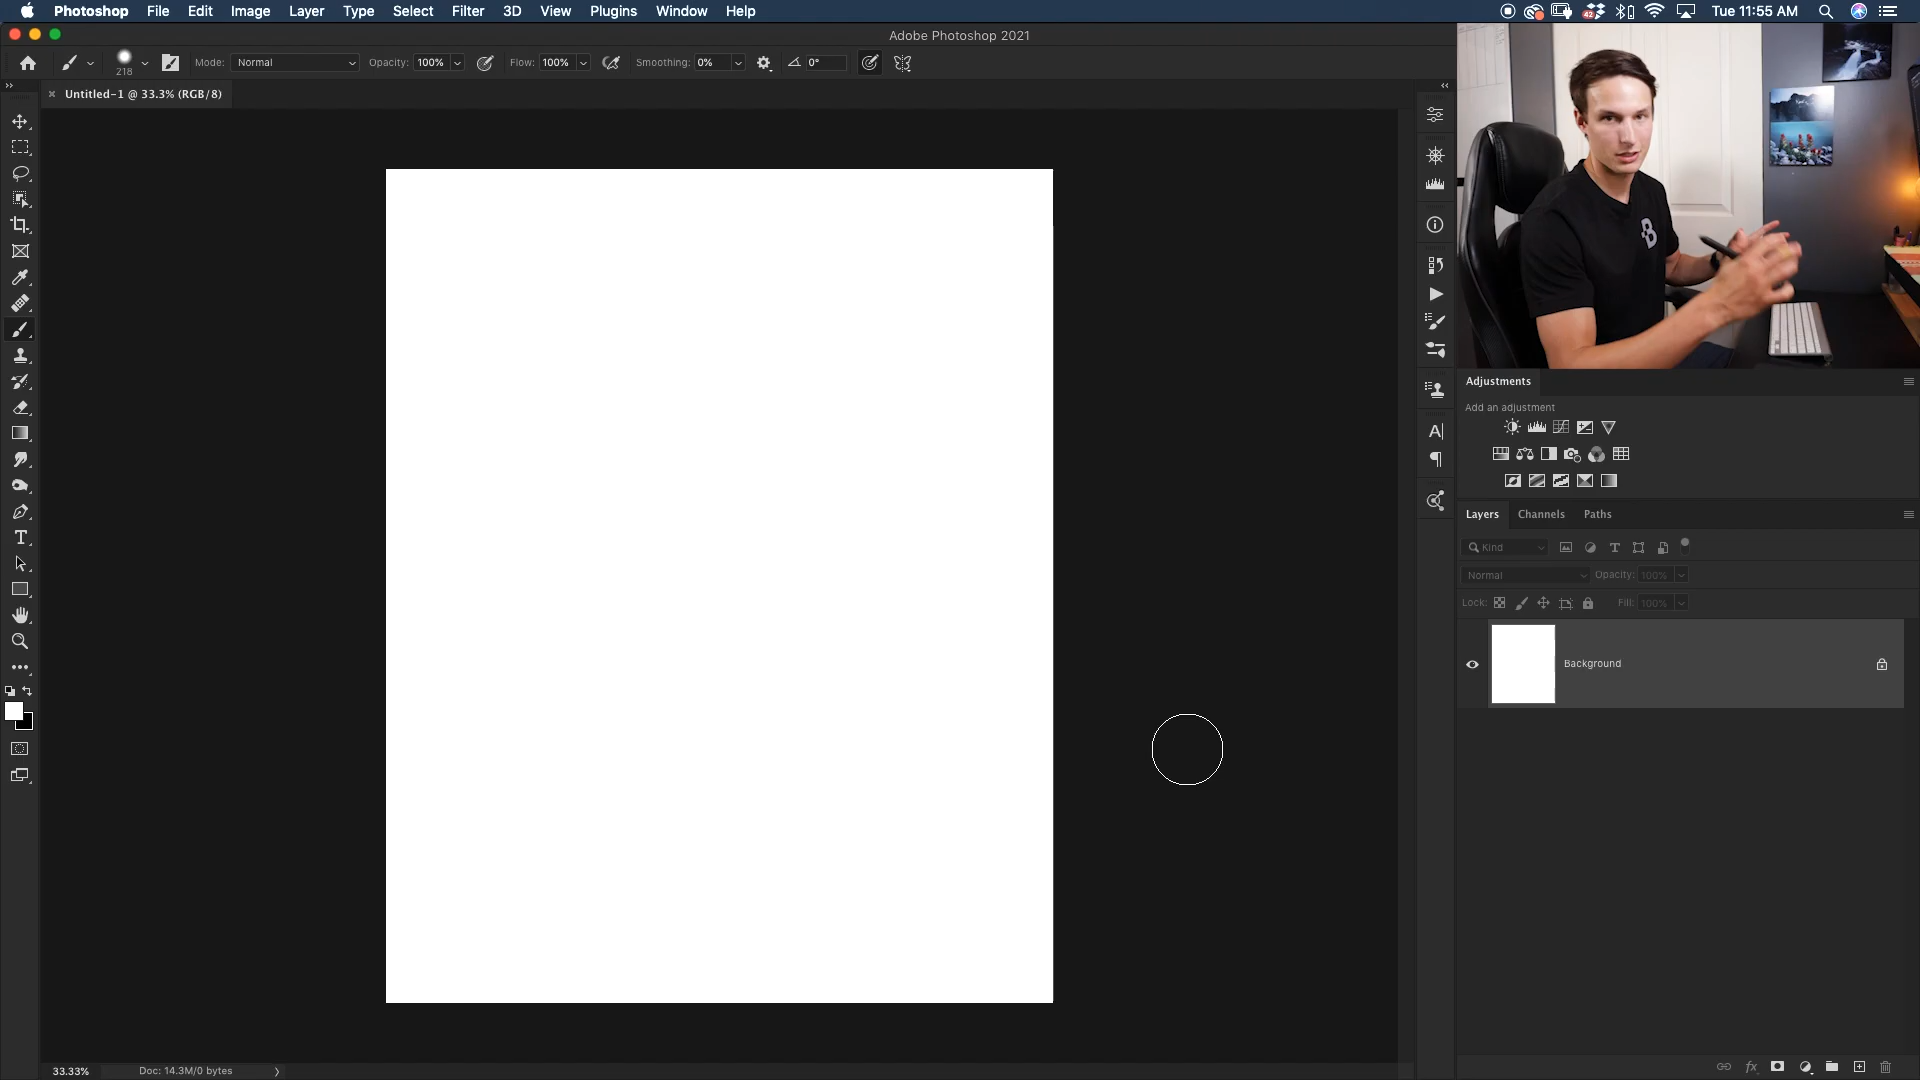 Photoshop File Edit Image Layer Type Select Filter 3D View Plugins Window Help 42 Tue 11:55 AM
Adobe Photoshop 2021
218 Mode: Normal Opacity: 100% Flow: 100% Smoothing: 0% 0°
Untitled-1 @ 33.3% (RGB/8)
B
Adjustments
Add an adjustment
Layers Channels Paths
Kind
Normal Opacity: 100%
Lock: Fill: 100%
Background
33.33% Doc: 14.3M/0 bytes